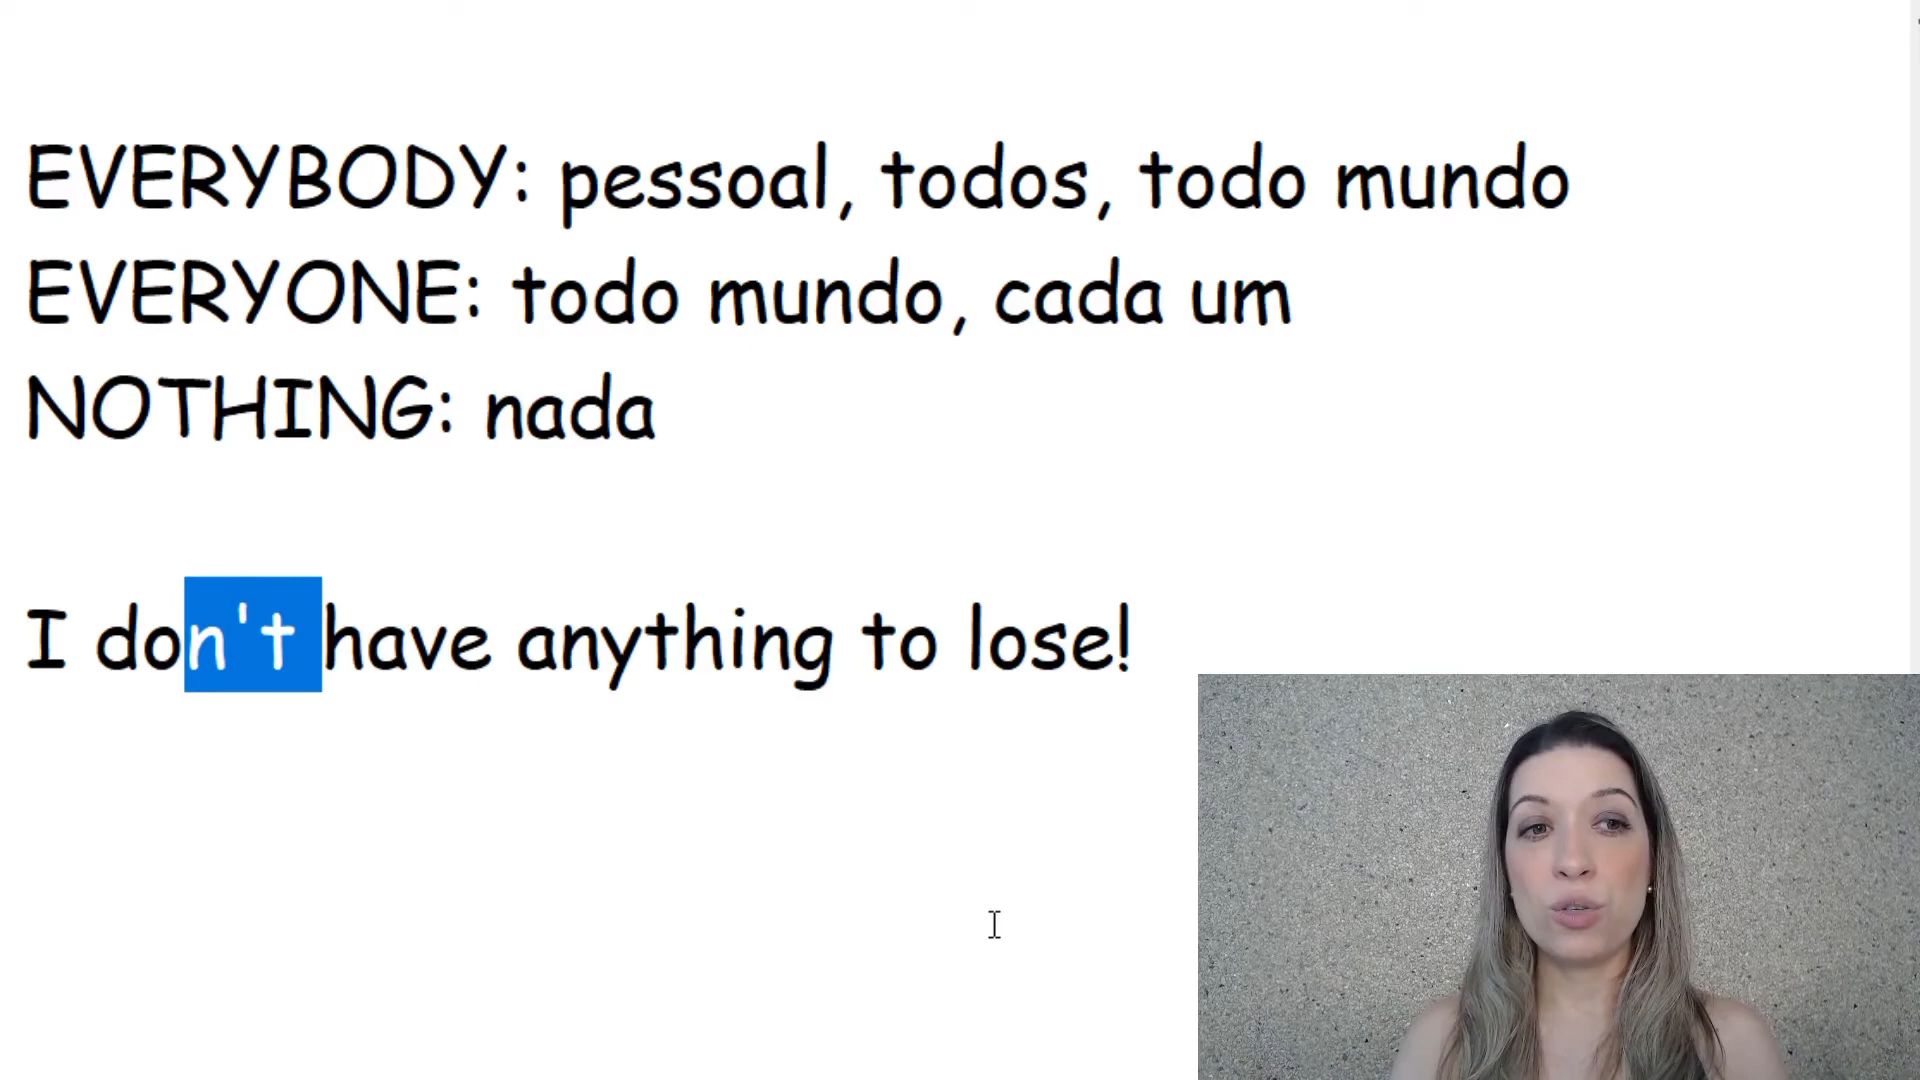 EVERYBODY: pessoal, todos, todo mundo
EVERYONE: todo mundo, cada um
NOTHING: nada
I don't have anything to lose!